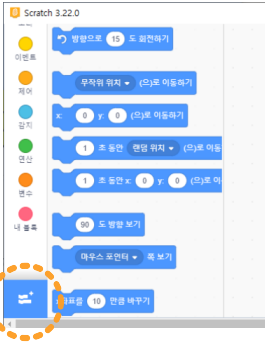 Scratch 3.22.0
방향으로 15 도 회전하기
이벤트
제어
무작위 위치 (으)로 이동하기
x: 0 y: 0 (으)로 이동하기
감지
1 초 동안 랜덤 위치 (으)로 이동
연산
1 초 동안 x: 0 y: 0 (으)로 이
변수
내 블록
90 도 방향 보기
마우스 포인터 쪽 보기
좌표를 10 만큼 바꾸기